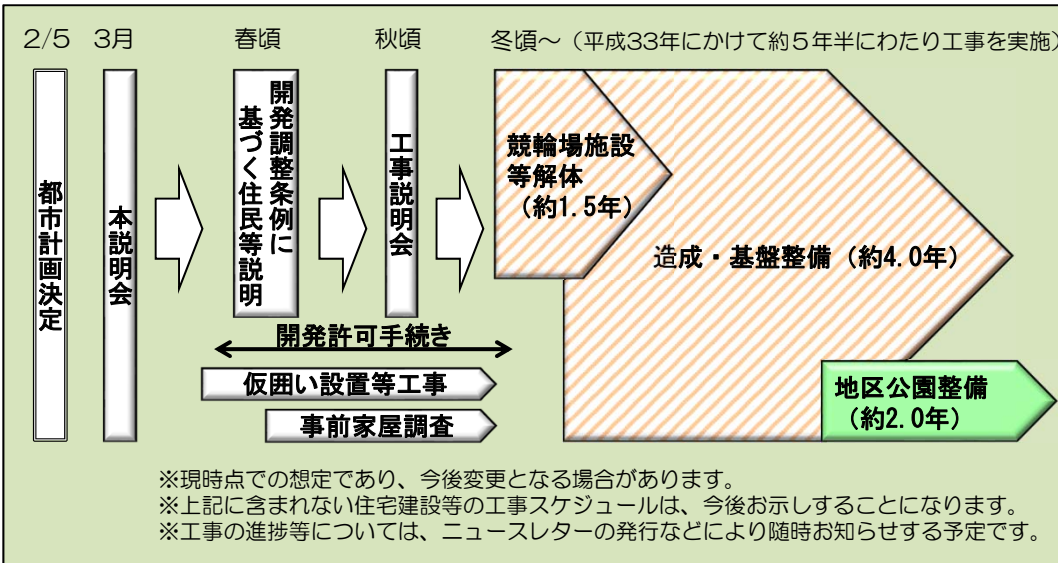 2/5 3月 春頃 秋頃 冬頃～（平成33年にかけて約５年半にわたり工事を実施）
都市計画決定
本説明会
開発調整条例に
基づく住民等説明
工事説明会
競輪場施設
等解体
（約1.5年）
造成・基盤整備（約4.0年）
開発許可手続き
仮囲い設置等工事
事前家屋調査
地区公園整備
（約2.0年）
※現時点での想定であり、今後変更となる場合があります。
※上記に含まれない住宅建設等の工事スケジュールは、今後お示しすることになります。
※工事の進捗等については、ニュースレターの発行などにより随時お知らせする予定です。